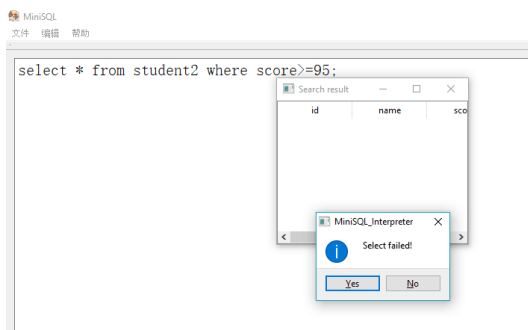 MiniSQL
文件 编辑 帮助
select * from student2 where score>=95;
Search result
id name sco
MiniSQL_Interpreter
Select failed!
Yes No